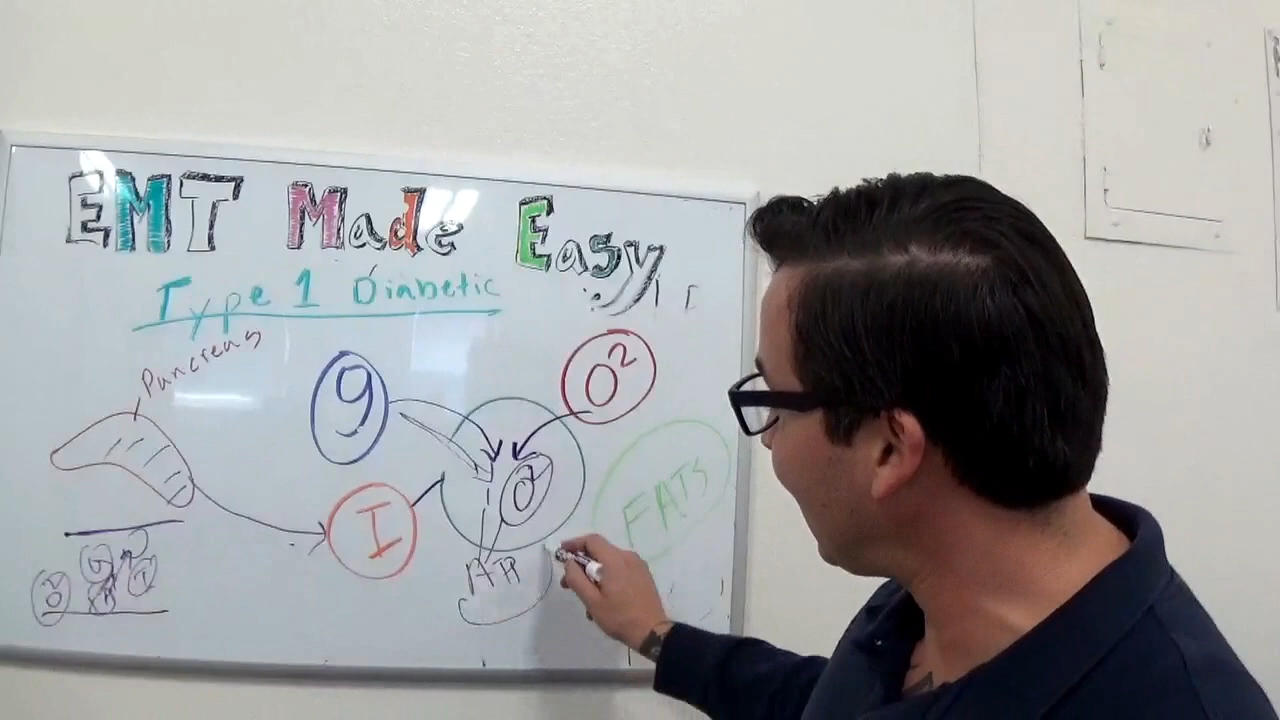 EMT Made Easy
Type 1 Diabetic
Pancreas
g
O²
I
FATS